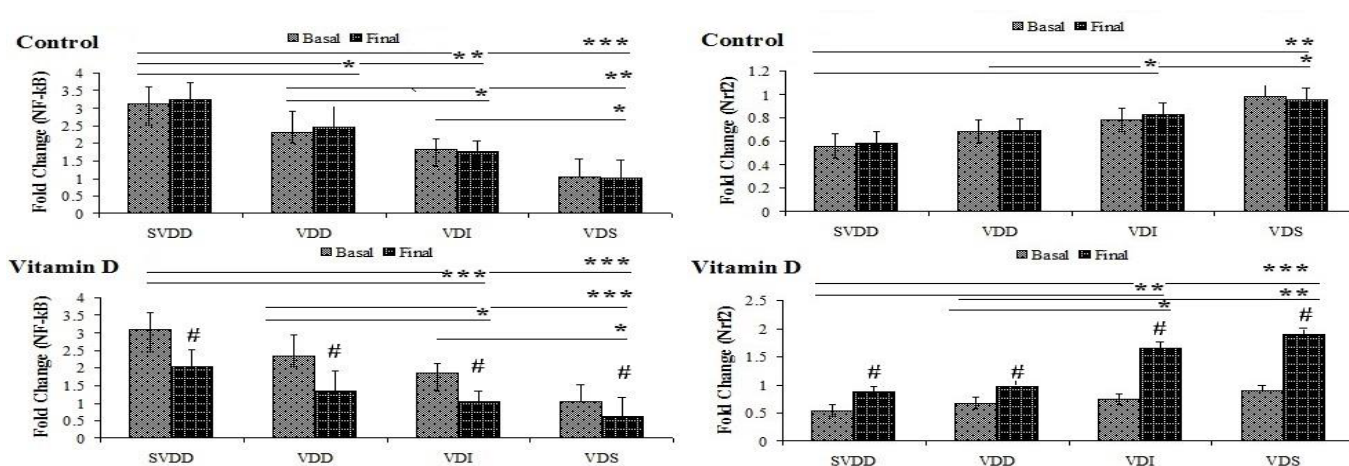 Control
Basal Final
***
**
*
**
*
*
Fold Change (NF-kB)
4
3.5
3
2.5
2
1.5
1
0.5
0
SVDD VDD VDI VDS
Control
Basal Final
**
*
*
Fold Change (Nrf2)
1.2
1
0.8
0.6
0.4
0.2
0
SVDD VDD VDI VDS
Vitamin D
Basal Final
***
***
***
*
*
# # # #
Fold Change (NF-kB)
4
3.5
3
2.5
2
1.5
1
0.5
0
SVDD VDD VDI VDS
Vitamin D
Basal Final
***
**
**
*
# # # #
Fold Change (Nrf2)
2.5
2
1.5
1
0.5
0
SVDD VDD VDI VDS